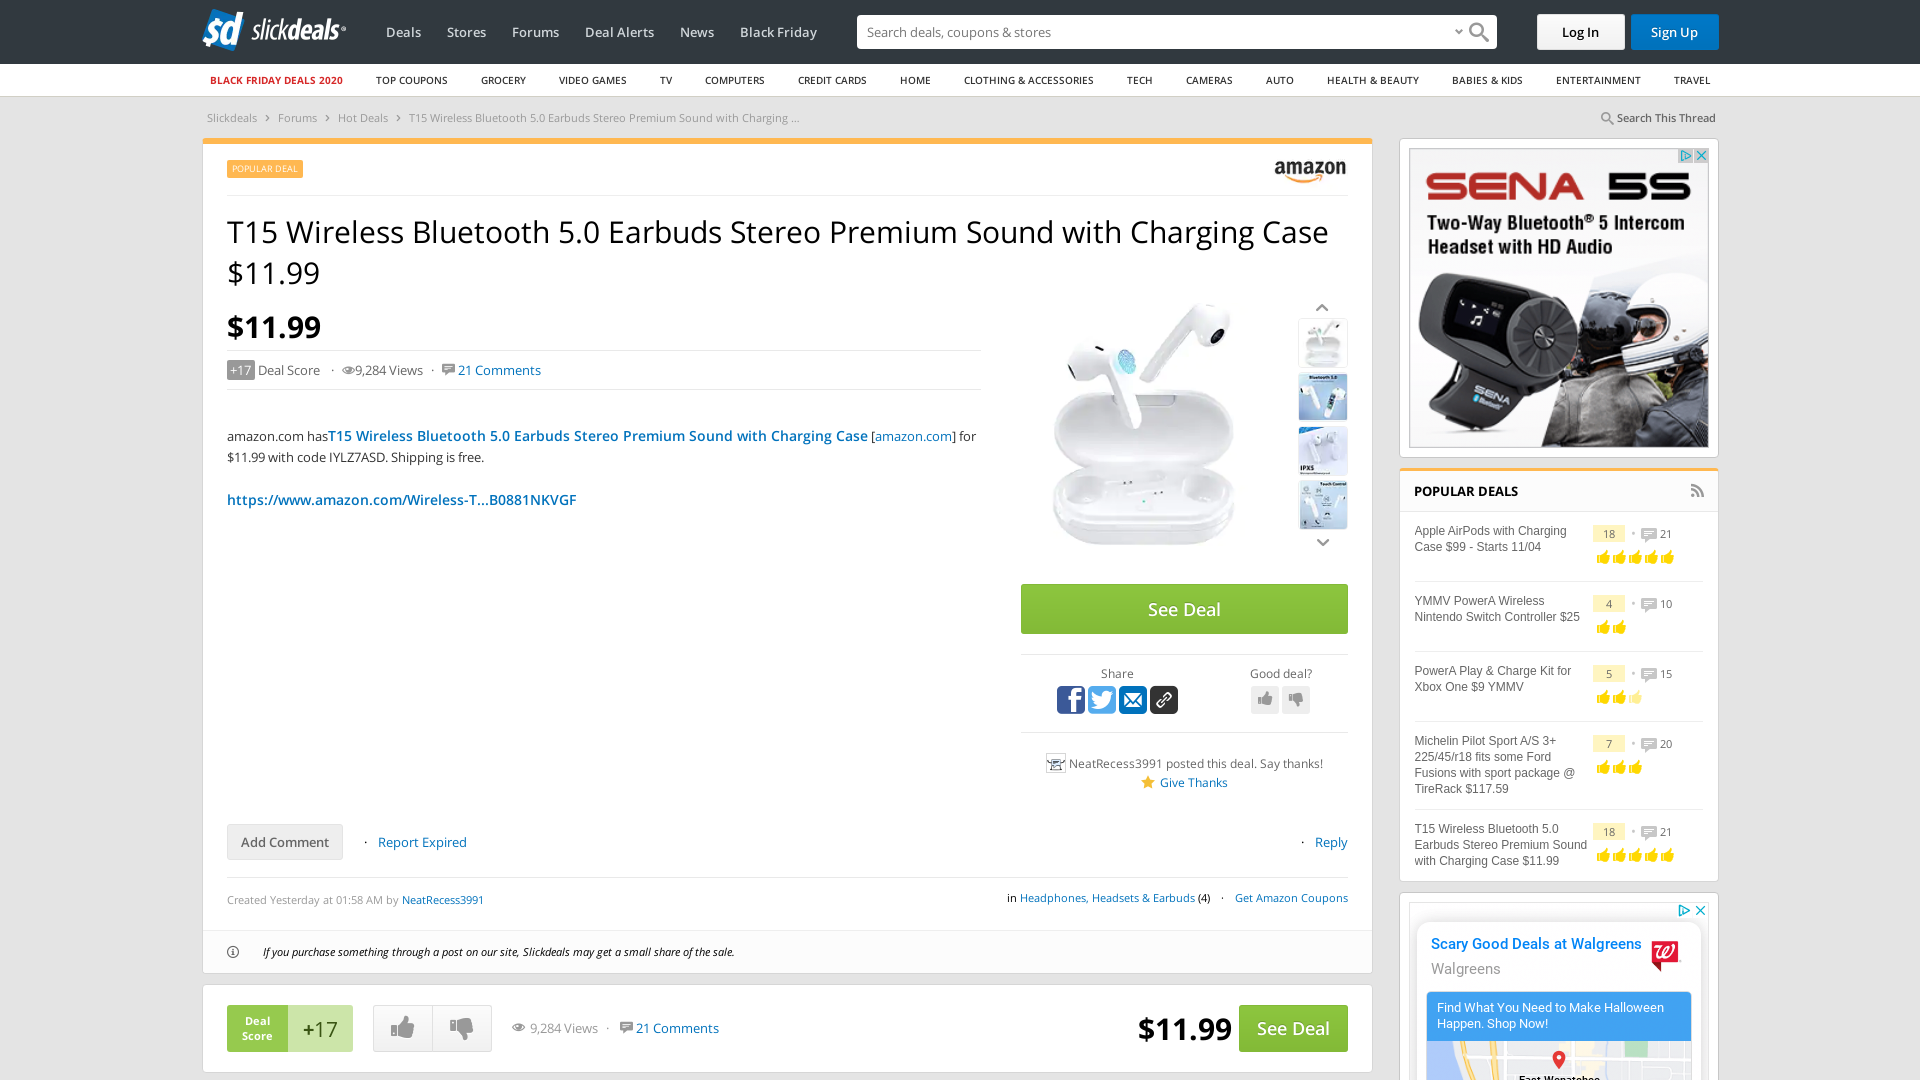 slickdeals
Deals
Stores
Forums
Deal Alerts
News
Black Friday
Search deals, coupons & stores
Log In
Sign Up
BLACK FRIDAY DEALS 2020
TOP COUPONS
GROCERY
VIDEO GAMES
TV
COMPUTERS
CREDIT CARDS
HOME
CLOTHING & ACCESSORIES
TECH
CAMERAS
AUTO
HEALTH & BEAUTY
BABIES & KIDS
ENTERTAINMENT
TRAVEL
Slickdeals › Forums › Hot Deals › T15 Wireless Bluetooth 5.0 Earbuds Stereo Premium Sound with Charging ...
Search This Thread
POPULAR DEAL
amazon
T15 Wireless Bluetooth 5.0 Earbuds Stereo Premium Sound with Charging Case
$11.99
$11.99
+17 Deal Score · 9,284 Views · 21 Comments
amazon.com hasT15 Wireless Bluetooth 5.0 Earbuds Stereo Premium Sound with Charging Case [amazon.com] for
$11.99 with code IYLZ7ASD. Shipping is free.
https://www.amazon.com/Wireless-T...B0881NKVGF
Bluetooth 5.0
IPX5
Touch Control
See Deal
Share
Good deal?
NeatRecess3991 posted this deal. Say thanks!
Give Thanks
Add Comment · Report Expired
· Reply
Created Yesterday at 01:58 AM by NeatRecess3991
in Headphones, Headsets & Earbuds (4) · Get Amazon Coupons
If you purchase something through a post on our site, Slickdeals may get a small share of the sale.
Deal
Score
+17
9,284 Views · 21 Comments
$11.99
See Deal
SENA 5S
Two-Way Bluetooth® 5 Intercom
Headset with HD Audio
SENA
Bluetooth
POPULAR DEALS
Apple AirPods with Charging
Case $99 - Starts 11/04
18 · 21
YMMV PowerA Wireless
Nintendo Switch Controller $25
4 · 10
PowerA Play & Charge Kit for
Xbox One $9 YMMV
5 · 15
Michelin Pilot Sport A/S 3+
225/45/r18 fits some Ford
Fusions with sport package @
TireRack $117.59
7 · 20
T15 Wireless Bluetooth 5.0
Earbuds Stereo Premium Sound
with Charging Case $11.99
18 · 21
Scary Good Deals at Walgreens
Walgreens
Find What You Need to Make Halloween
Happen. Shop Now!
East Wenatchee